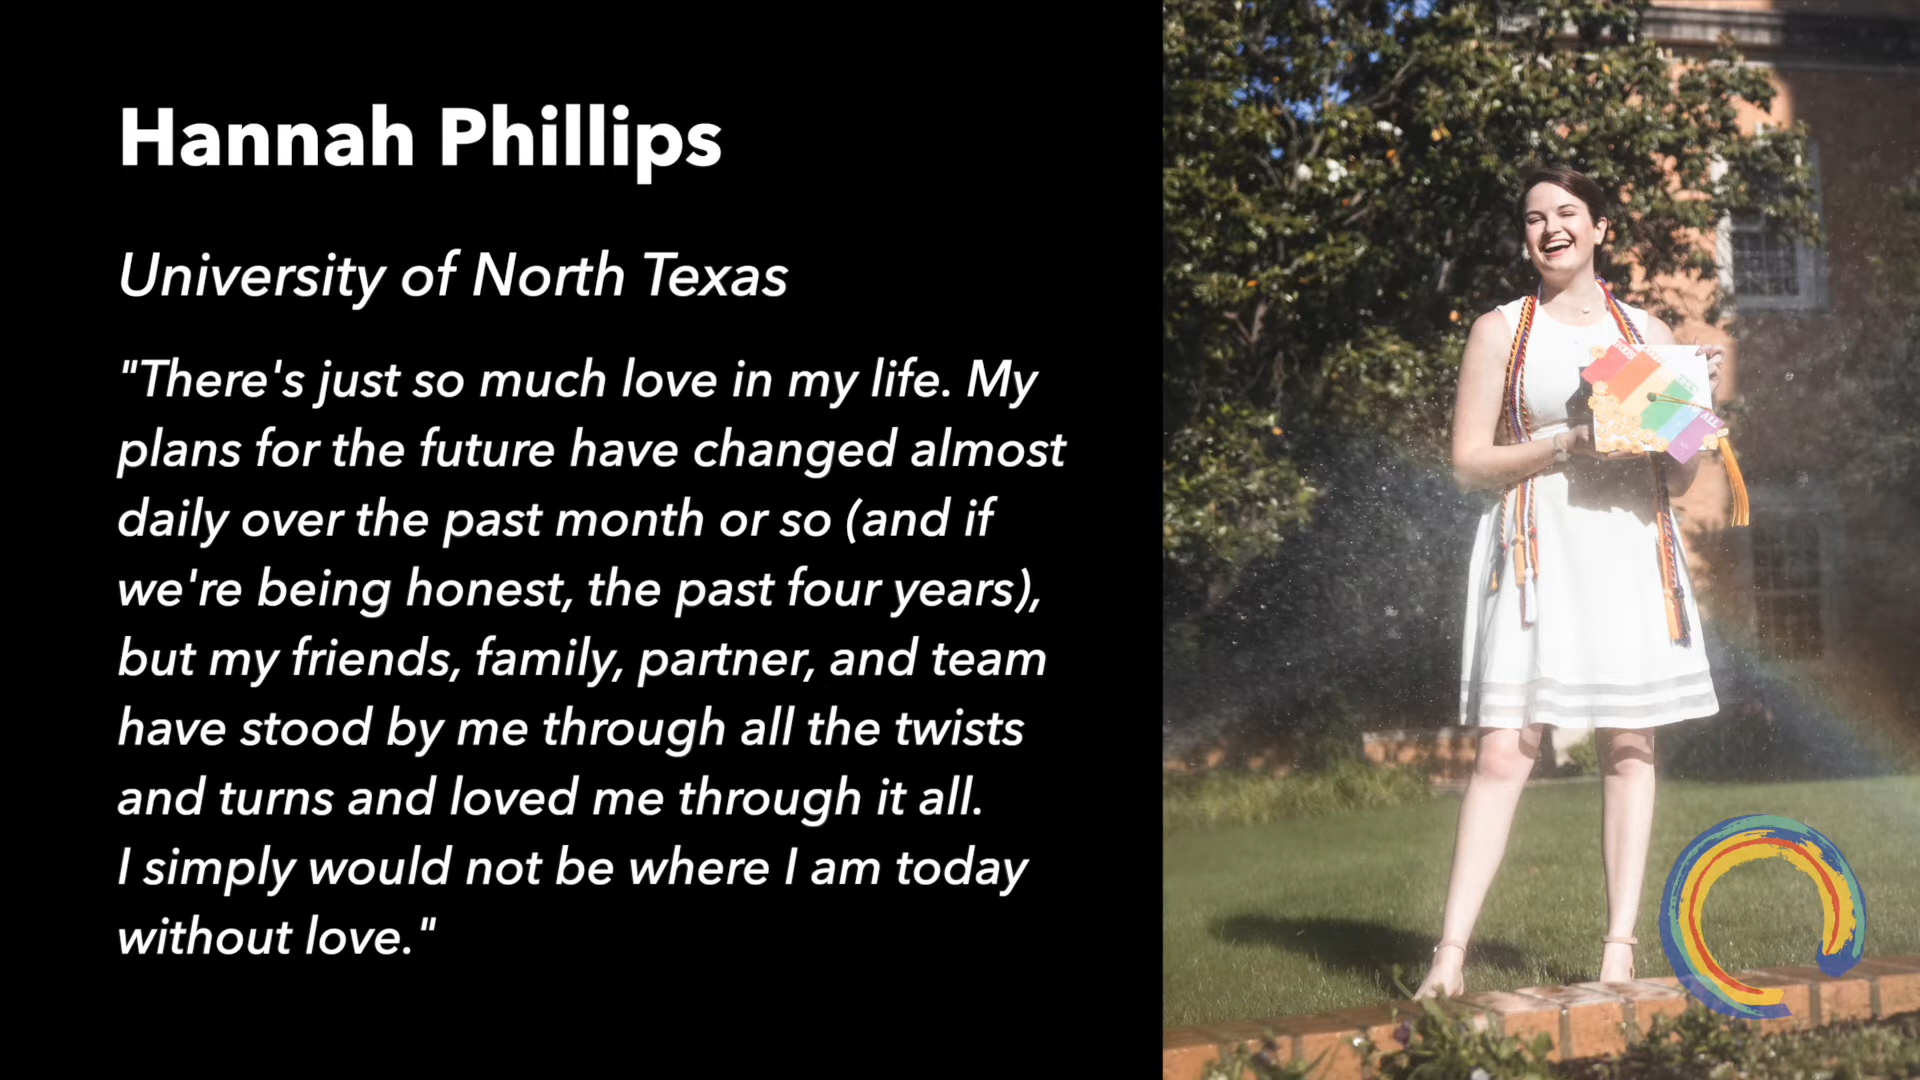 Hannah Phillips
University of North Texas
"There's just so much love in my life. My
plans for the future have changed almost
daily over the past month or so (and if
we're being honest, the past four years),
but my friends, family, partner, and team
have stood by me through all the twists
and turns and loved me through it all.
I simply would not be where I am today
without love."
ALL